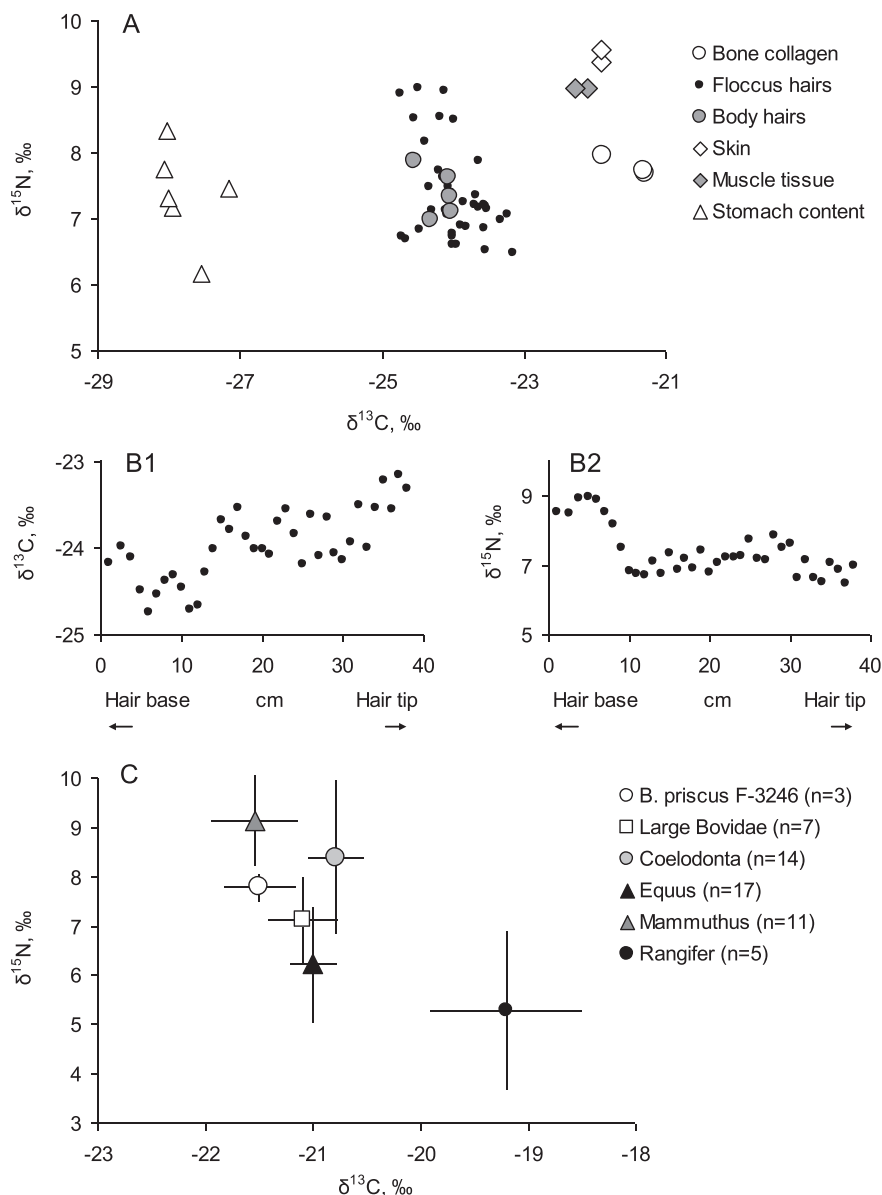 A
10
9
8
7
6
5
δ¹⁵N, ‰
-29
-27
-25
-23
-21
δ¹³C, ‰
Bone collagen
Floccus hairs
Body hairs
Skin
Muscle tissue
Stomach content
B1
-23
-24
-25
δ¹³C, ‰
0
10
20
30
40
Hair base
cm
Hair tip
B2
9
7
5
δ¹⁵N, ‰
0
10
20
30
40
Hair base
cm
Hair tip
C
10
9
8
7
6
5
4
3
δ¹⁵N, ‰
-23
-22
-21
-20
-19
-18
δ¹³C, ‰
B. priscus F-3246 (n=3)
Large Bovidae (n=7)
Coelodonta (n=14)
Equus (n=17)
Mammuthus (n=11)
Rangifer (n=5)